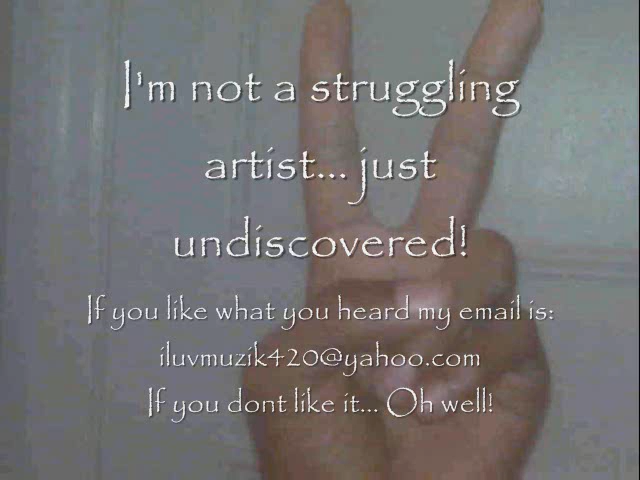 I'm not a struggling
artist... just
undiscovered!
If you like what you heard my email is:
iluvmuzik420@yahoo.com
If you dont like it... Oh well!